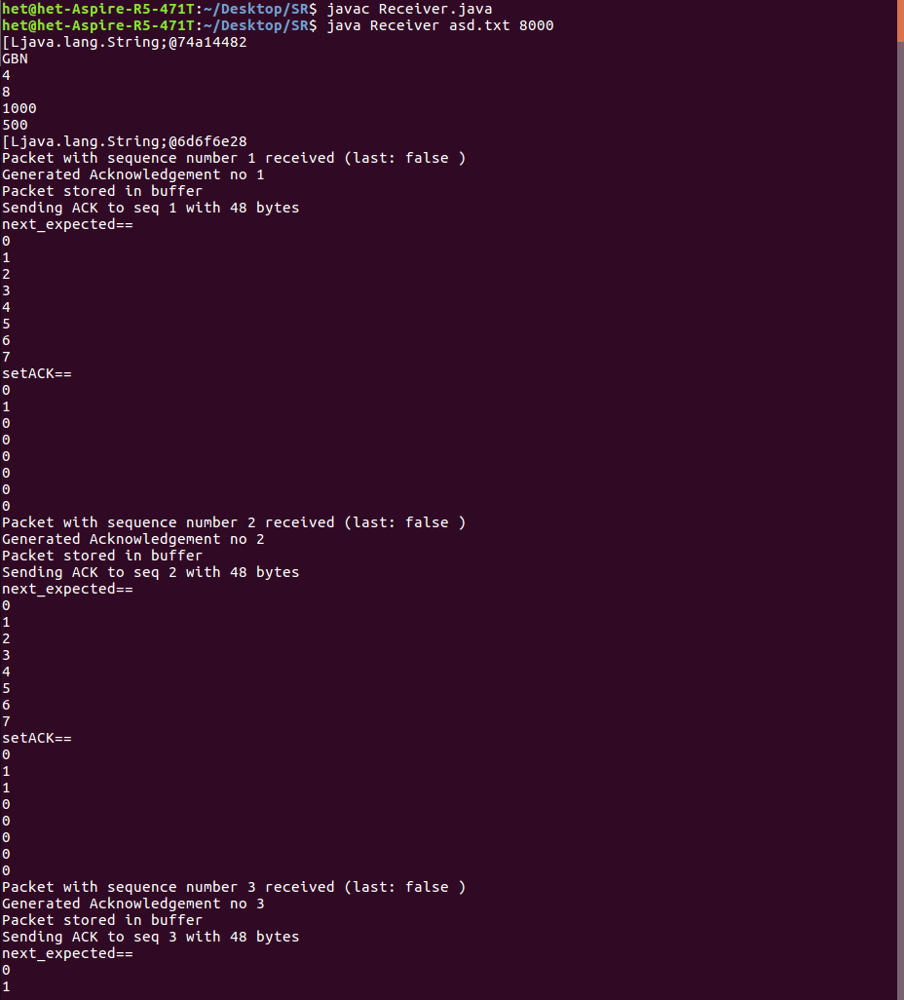 het@het-Aspire-R5-471T:~/Desktop/SR$ javac Receiver.java
het@het-Aspire-R5-471T:~/Desktop/SR$ java Receiver asd.txt 8000
[Ljava.lang.String;@74a14482
GBN
4
8
1000
500
[Ljava.lang.String;@6d6f6e28
Packet with sequence number 1 received (last: false )
Generated Acknowledgement no 1
Packet stored in buffer
Sending ACK to seq 1 with 48 bytes
next_expected==
0
1
2
3
4
5
6
7
setACK==
0
1
0
0
0
0
0
0
Packet with sequence number 2 received (last: false )
Generated Acknowledgement no 2
Packet stored in buffer
Sending ACK to seq 2 with 48 bytes
next_expected==
0
1
2
3
4
5
6
7
setACK==
0
1
1
0
0
0
0
0
Packet with sequence number 3 received (last: false )
Generated Acknowledgement no 3
Packet stored in buffer
Sending ACK to seq 3 with 48 bytes
next_expected==
0
1